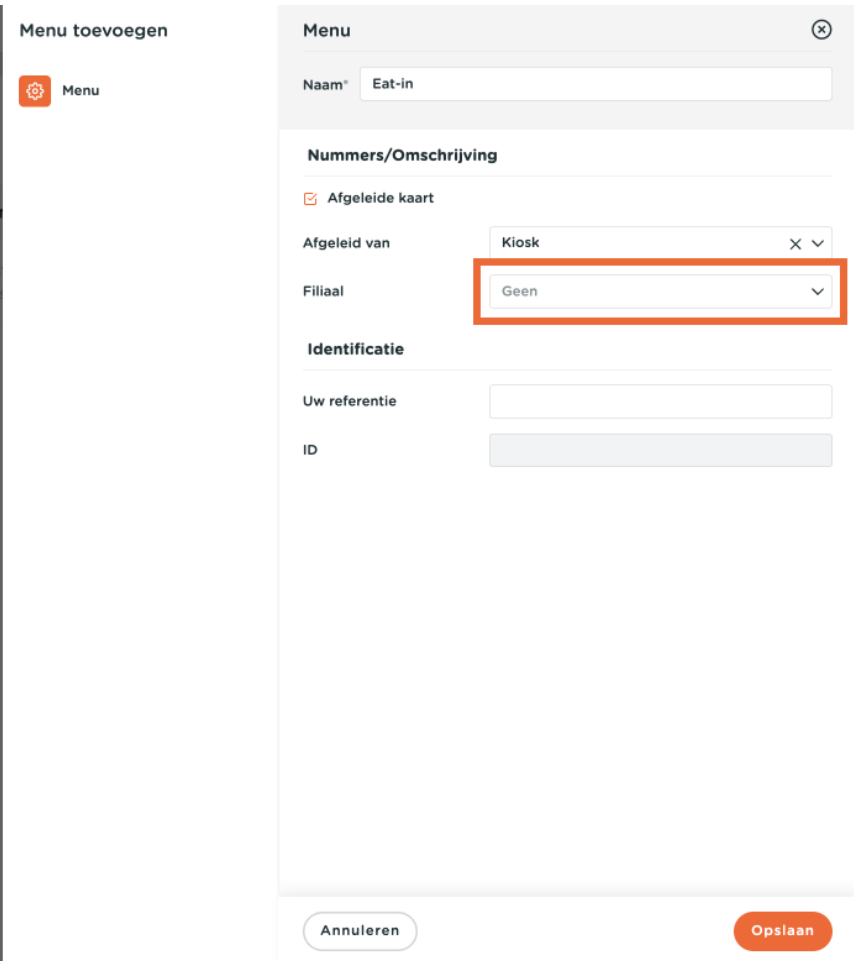 Menu toevoegen
Menu
Menu
Naam* Eat-in
Nummers/Omschrijving
Afgeleide kaart
Afgeleid van Kiosk
Filiaal Geen
Identificatie
Uw referentie
ID
Annuleren Opslaan